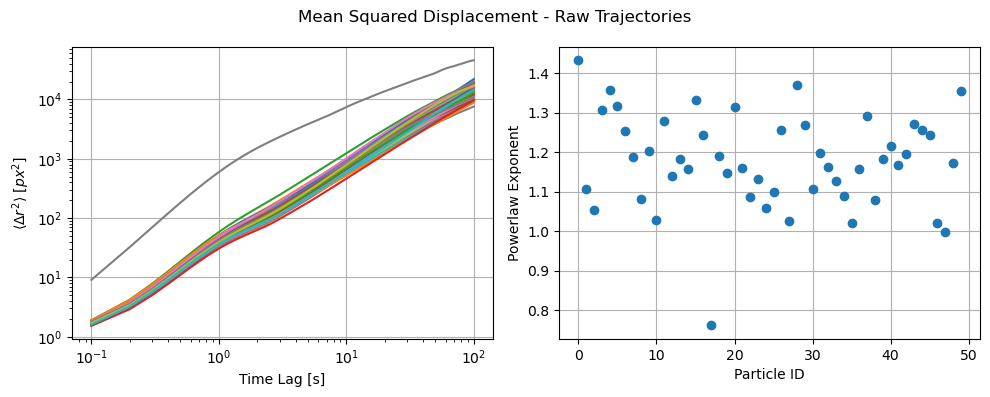 Mean Squared Displacement - Raw Trajectories
⟨Δr²⟩ [px²]
10⁴
10³
10²
10¹
10⁰
10⁻¹ 10⁰ 10¹ 10²
Time Lag [s]
Powerlaw Exponent
1.4
1.3
1.2
1.1
1.0
0.9
0.8
0 10 20 30 40 50
Particle ID